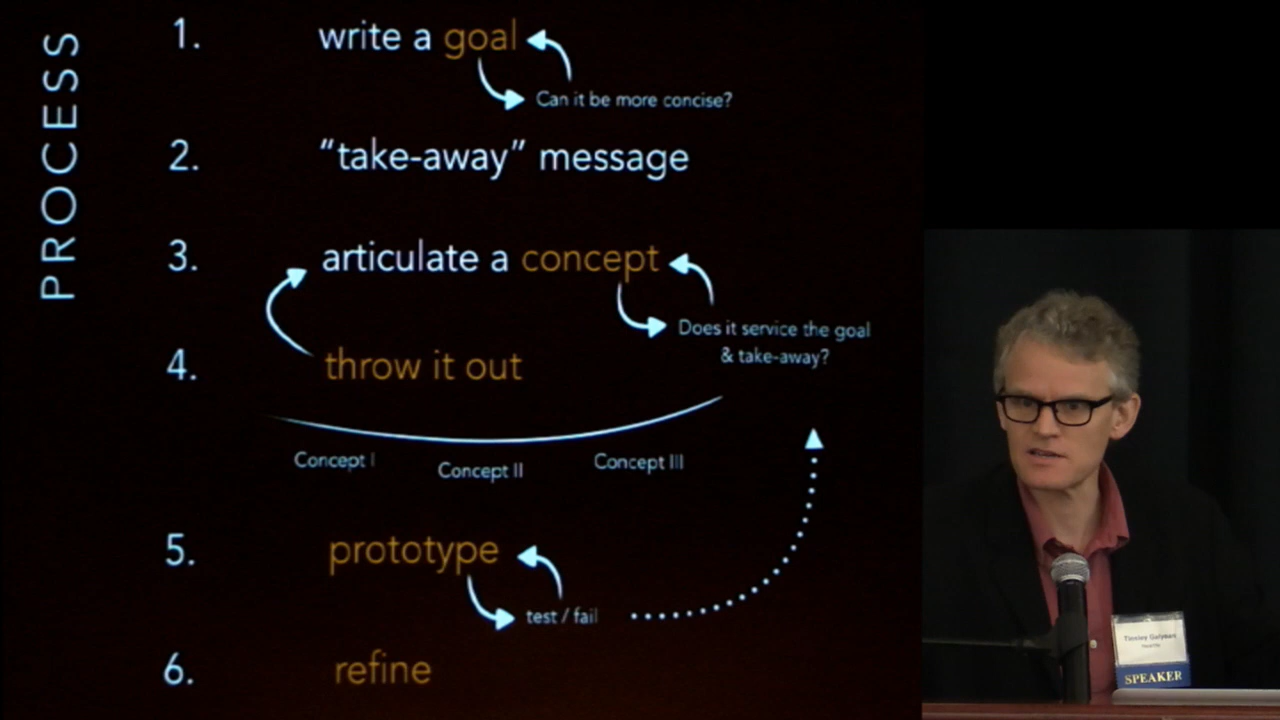 PROCESS
1. write a goal
Can it be more concise?
2. “take-away” message
3. articulate a concept
Does it service the goal
& take-away?
4. throw it out
Concept I
Concept II
Concept III
5. prototype
test / fail
6. refine
Tinsley Galyean
SPEAKER